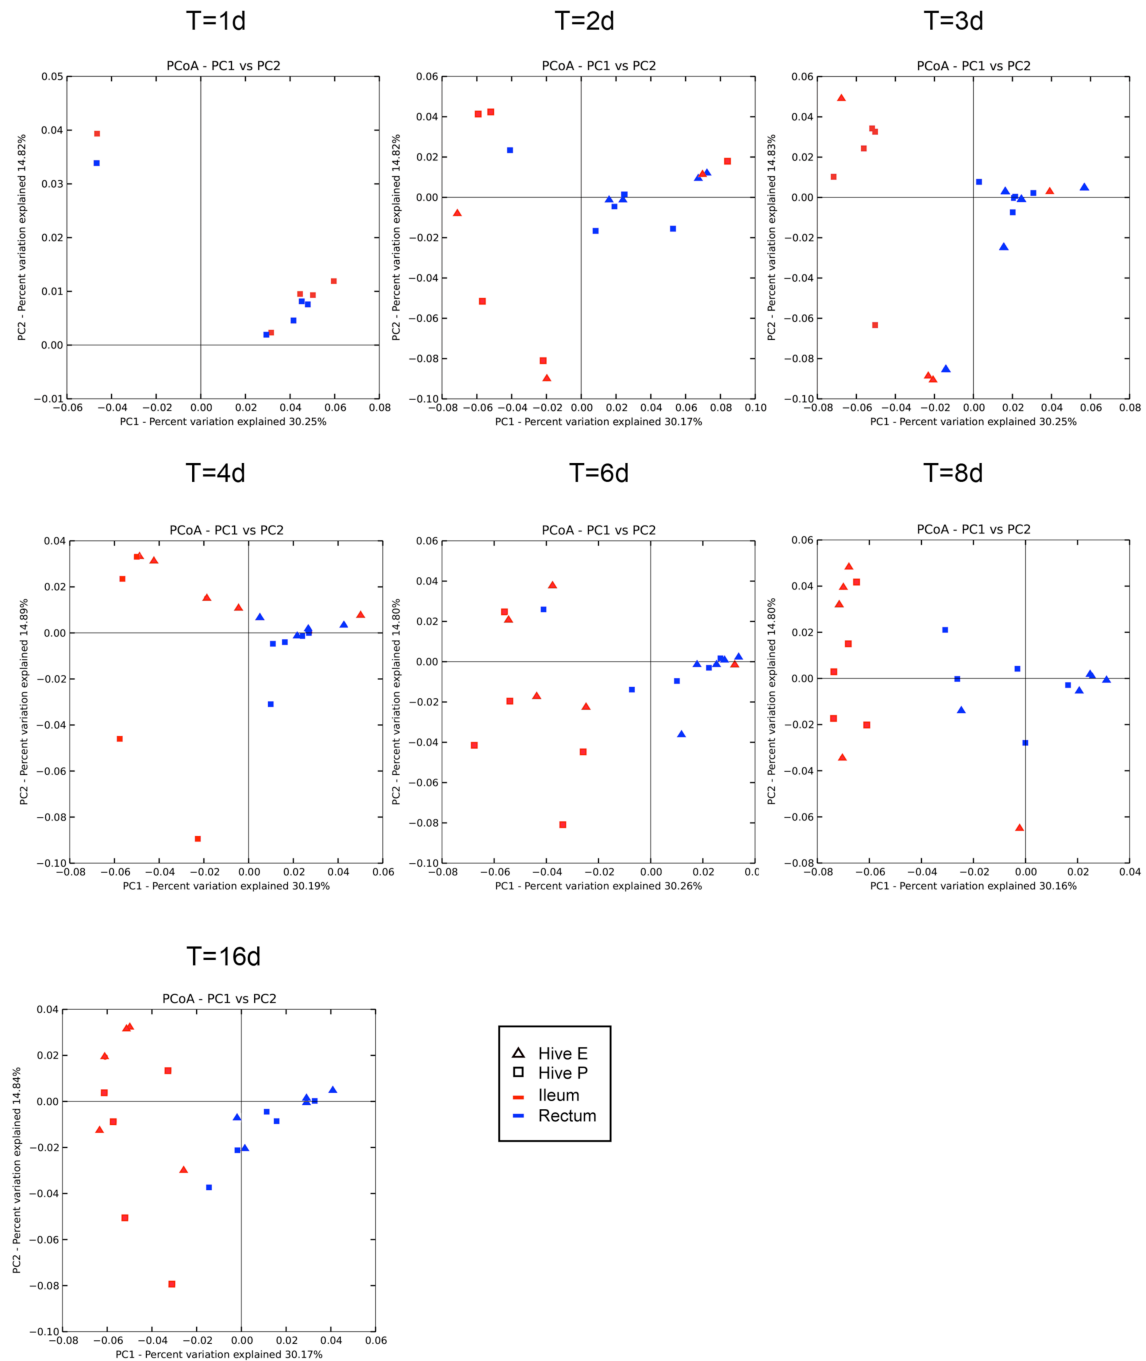 T=1d
PCoA - PC1 vs PC2
0.05
0.04
0.03
0.02
0.01
0.00
−0.01
−0.06 −0.04 −0.02 0.00 0.02 0.04 0.06 0.08
PC2 - Percent variation explained 14.82%
PC1 - Percent variation explained 30.25%
T=2d
PCoA - PC1 vs PC2
0.06
0.04
0.02
0.00
−0.02
−0.04
−0.06
−0.08
−0.10
−0.08 −0.06 −0.04 −0.02 0.00 0.02 0.04 0.06 0.08 0.10
PC2 - Percent variation explained 14.82%
PC1 - Percent variation explained 30.17%
T=3d
PCoA - PC1 vs PC2
0.06
0.04
0.02
0.00
−0.02
−0.04
−0.06
−0.08
−0.10
−0.08 −0.06 −0.04 −0.02 0.00 0.02 0.04 0.06 0.08
PC2 - Percent variation explained 14.83%
PC1 - Percent variation explained 30.25%
T=4d
PCoA - PC1 vs PC2
0.04
0.02
0.00
−0.02
−0.04
−0.06
−0.08
−0.10
−0.08 −0.06 −0.04 −0.02 0.00 0.02 0.04 0.06
PC2 - Percent variation explained 14.89%
PC1 - Percent variation explained 30.19%
T=6d
PCoA - PC1 vs PC2
0.06
0.04
0.02
0.00
−0.02
−0.04
−0.06
−0.08
−0.10
−0.08 −0.06 −0.04 −0.02 0.00 0.02 0.0
PC2 - Percent variation explained 14.80%
PC1 - Percent variation explained 30.26%
T=8d
PCoA - PC1 vs PC2
0.06
0.04
0.02
0.00
−0.02
−0.04
−0.06
−0.08
−0.08 −0.06 −0.04 −0.02 0.00 0.02 0.04
PC2 - Percent variation explained 14.80%
PC1 - Percent variation explained 30.16%
T=16d
PCoA - PC1 vs PC2
0.04
0.02
0.00
−0.02
−0.04
−0.06
−0.08
−0.10
−0.08 −0.06 −0.04 −0.02 0.00 0.02 0.04 0.06
PC2 - Percent variation explained 14.84%
PC1 - Percent variation explained 30.17%
Hive E
Hive P
Ileum
Rectum